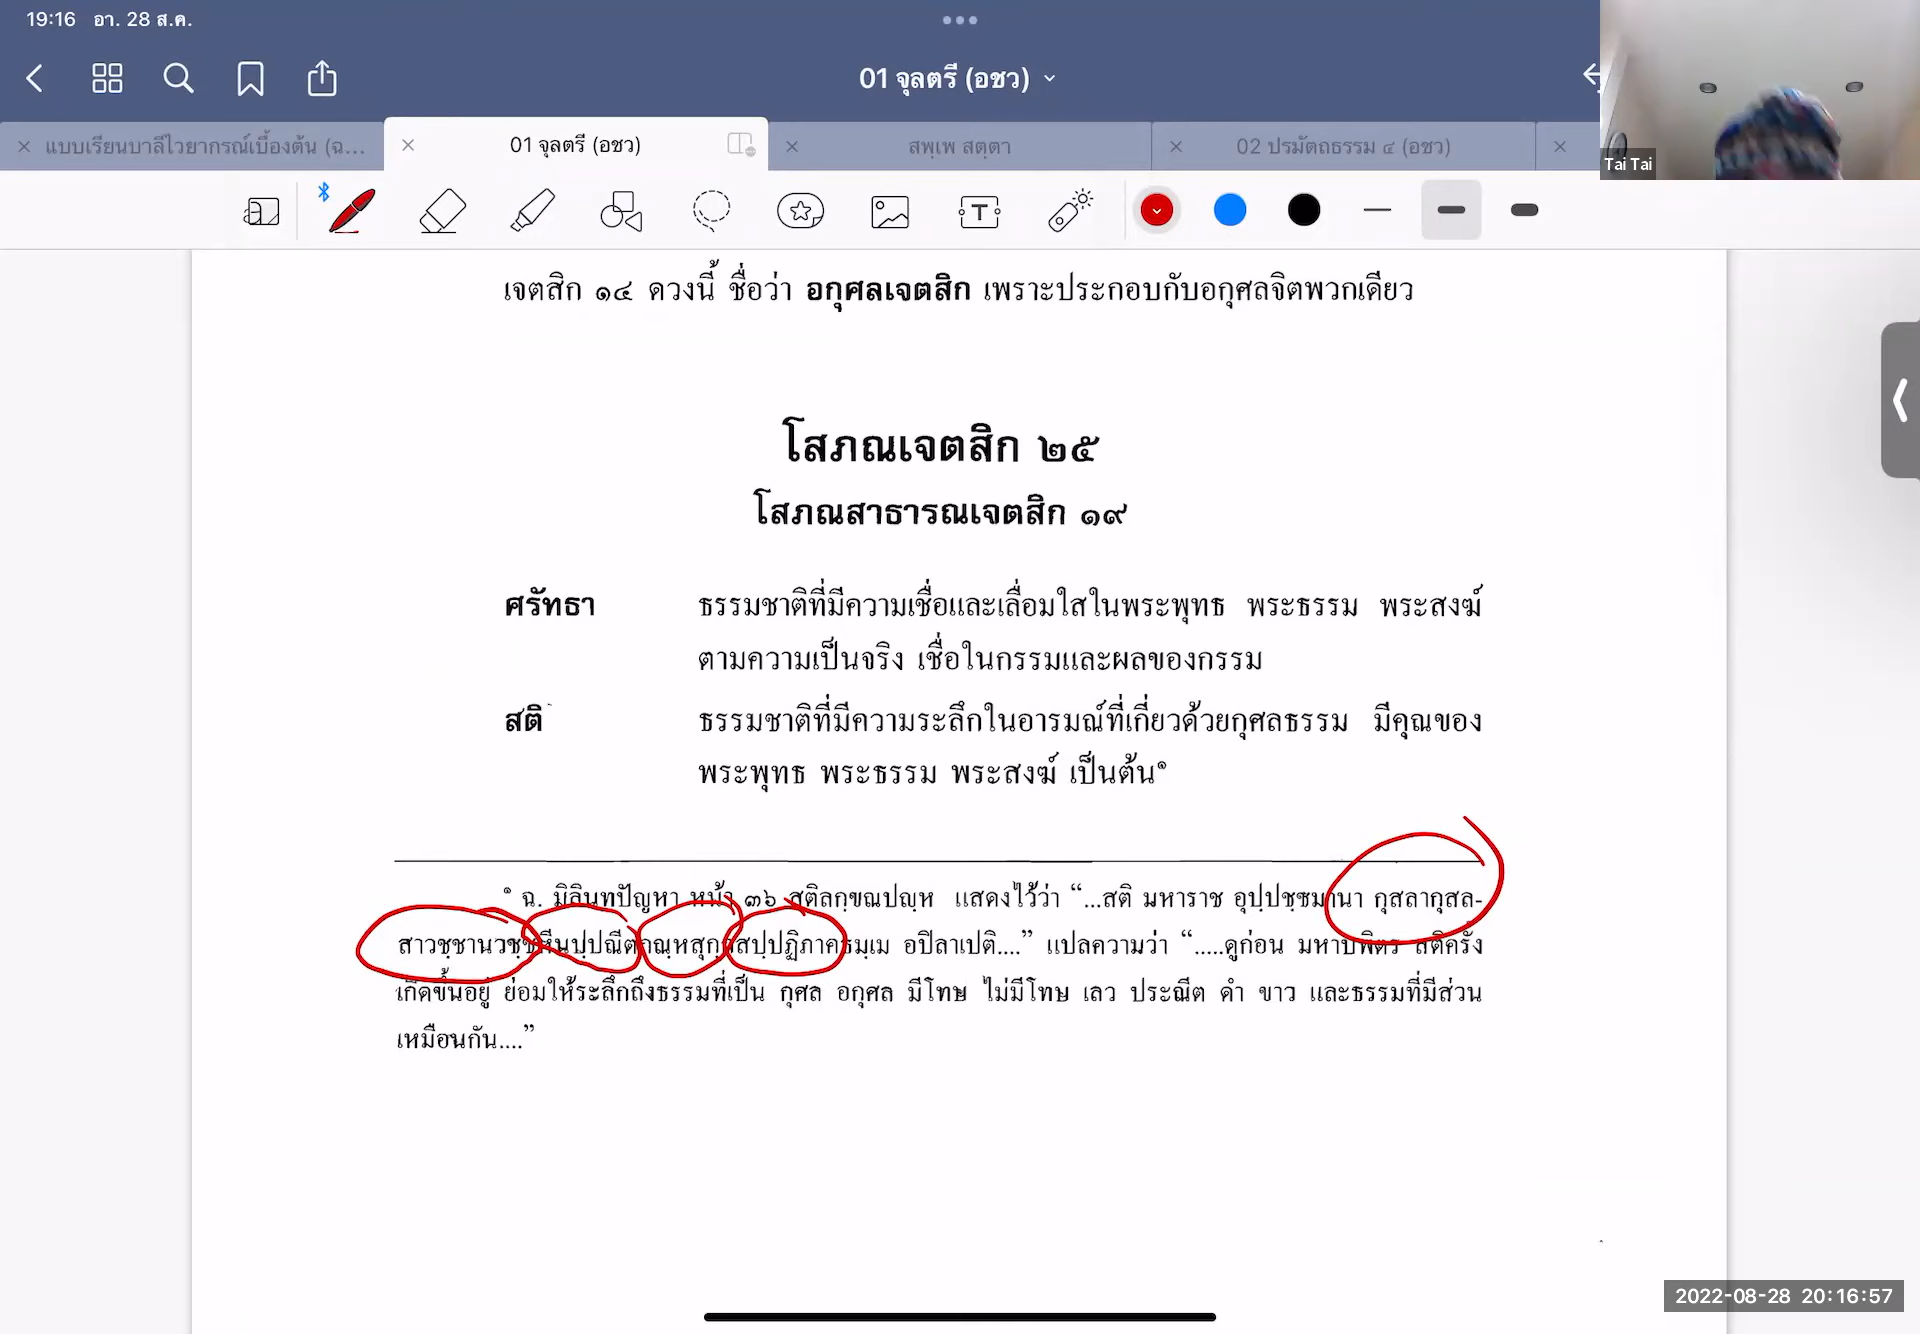 19:16 อา. 28 ส.ค.
01 จุลตรี (อชว)
แบบเรียนบาลีไวยากรณ์เบื้องต้น (ฉ...
01 จุลตรี (อชว)
สพฺเพ สตฺตา
02 ปรมัตถธรรม ๔ (อชว)
Tai Tai
เจตสิก ๑๔ ดวงนี้ ชื่อว่า อกุศลเจตสิก เพราะประกอบกับอกุศลจิตพวกเดียว
โสภณเจตสิก ๒๕
โสภณสาธารณเจตสิก ๑๙
ศรัทธา ธรรมชาติที่มีความเชื่อและเลื่อมใสในพระพุทธ พระธรรม พระสงฆ์
ตามความเป็นจริง เชื่อในกรรมและผลของกรรม
สติ ธรรมชาติที่มีความระลึกในอารมณ์ที่เกี่ยวด้วยกุศลธรรม มีคุณของ
พระพุทธ พระธรรม พระสงฆ์ เป็นต้น๑
๑ ฉ. มิลินทปัญหา หน้า ๓๖ สติลกฺขณปญฺห แสดงไว้ว่า “...สติ มหาราช อุปฺปชฺชมานา กุสลากุสล-
สาวชฺชานวชฺชหีนปฺปณีตกณฺหสุกฺกสปฺปฏิภาคธมฺเม อปิลาเปติ....” แปลความว่า “.....ดูก่อน มหาบพิตร สติครั้ง
เกิดขึ้นอยู่ ย่อมให้ระลึกถึงธรรมที่เป็น กุศล อกุศล มีโทษ ไม่มีโทษ เลว ประณีต ดำ ขาว และธรรมที่มีส่วน
เหมือนกัน....”
2022-08-28 20:16:57